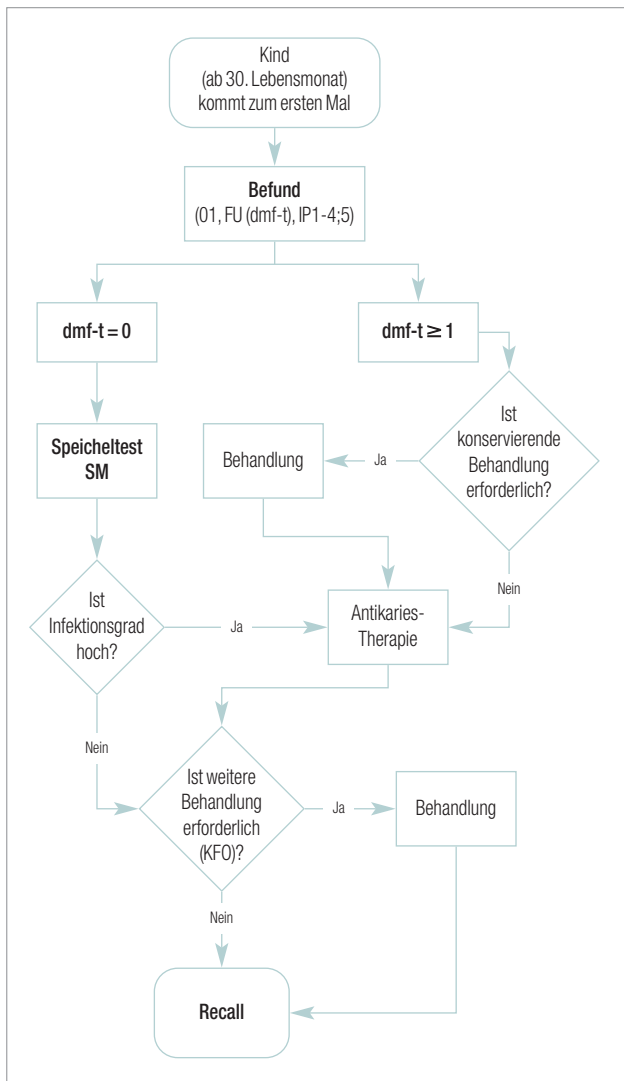 Kind
(ab 30. Lebensmonat)
kommt zum ersten Mal
Befund
(01, FU (dmf-t), IP1-4;5)
dmf-t = 0
dmf-t ≥ 1
Speicheltest
SM
Behandlung
Ja
Ist
konservierende
Behandlung
erforderlich?
Nein
Ist
Infektionsgrad
hoch?
Ja
Antikaries-
Therapie
Nein
Ist weitere
Behandlung
erforderlich
(KFO)?
Ja
Behandlung
Nein
Recall